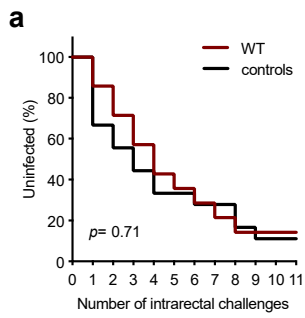 a
WT
controls
100
80
60
40
20
0
Uninfected (%)
p= 0.71
0 1 2 3 4 5 6 7 8 9 10 11
Number of intrarectal challenges